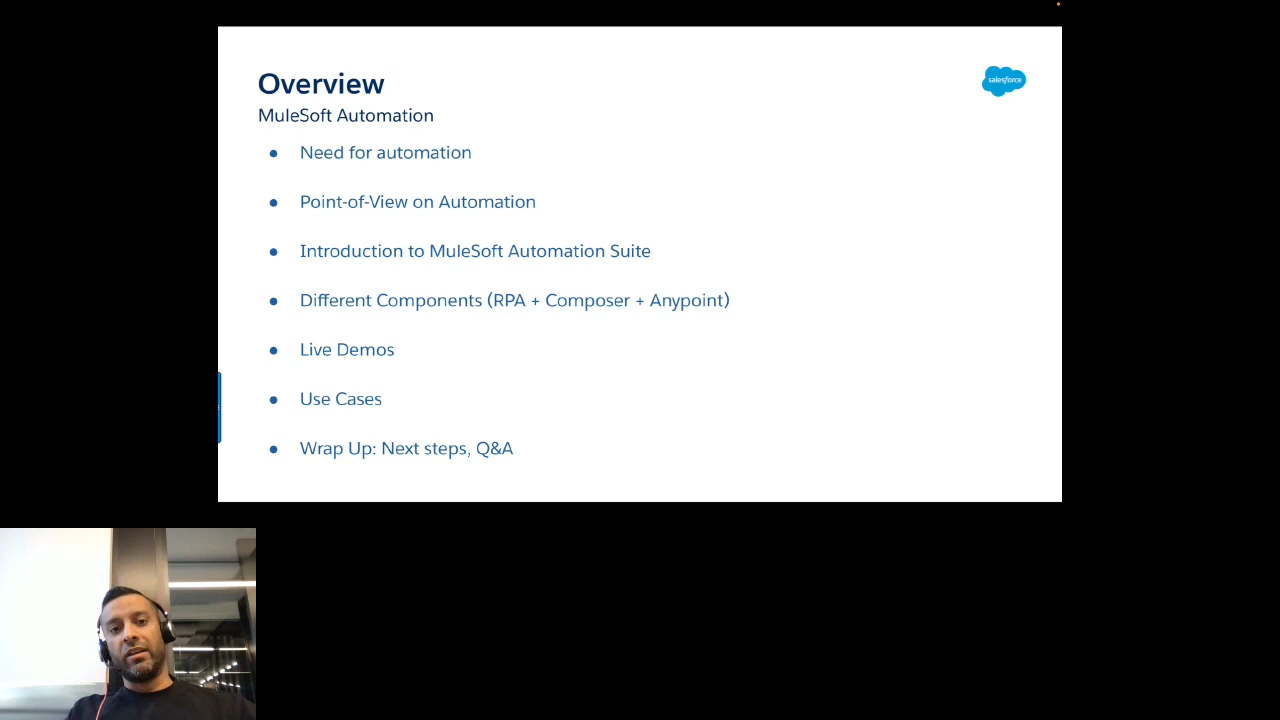 Overview
salesforce
MuleSoft Automation
● Need for automation
● Point-of-View on Automation
● Introduction to MuleSoft Automation Suite
● Different Components (RPA + Composer + Anypoint)
● Live Demos
● Use Cases
● Wrap Up: Next steps, Q&A